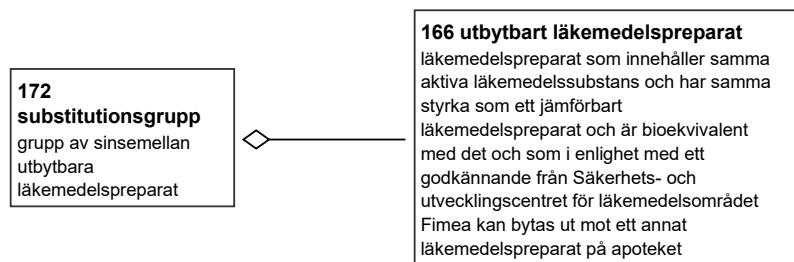 172
substitutionsgrupp
grupp av sinsemellan
utbytbara
läkemedelspreparat
166 utbytbart läkemedelspreparat
läkemedelspreparat som innehåller samma
aktiva läkemedelssubstans och har samma
styrka som ett jämförbart
läkemedelspreparat och är bioekvivalent
med det och som i enlighet med ett
godkännande från Säkerhets- och
utvecklingscentret för läkemedelsområdet
Fimea kan bytas ut mot ett annat
läkemedelspreparat på apoteket